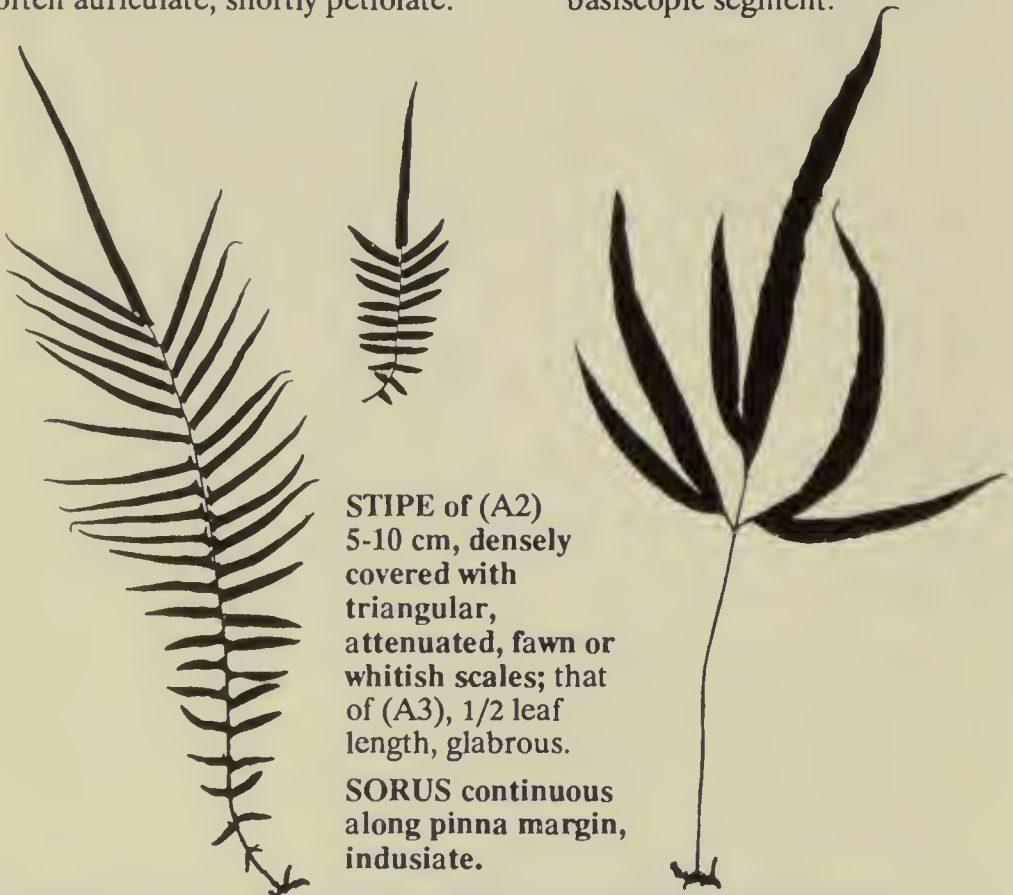 often auriculate, shortly petiolate.
basiscopic segment.
STIPE of (A2)
5-10 cm, densely
covered with
triangular,
attenuated, fawn or
whitish scales; that
of (A3), 1/2 leaf
length, glabrous.
SORUS continuous
along pinna margin,
indusiate.